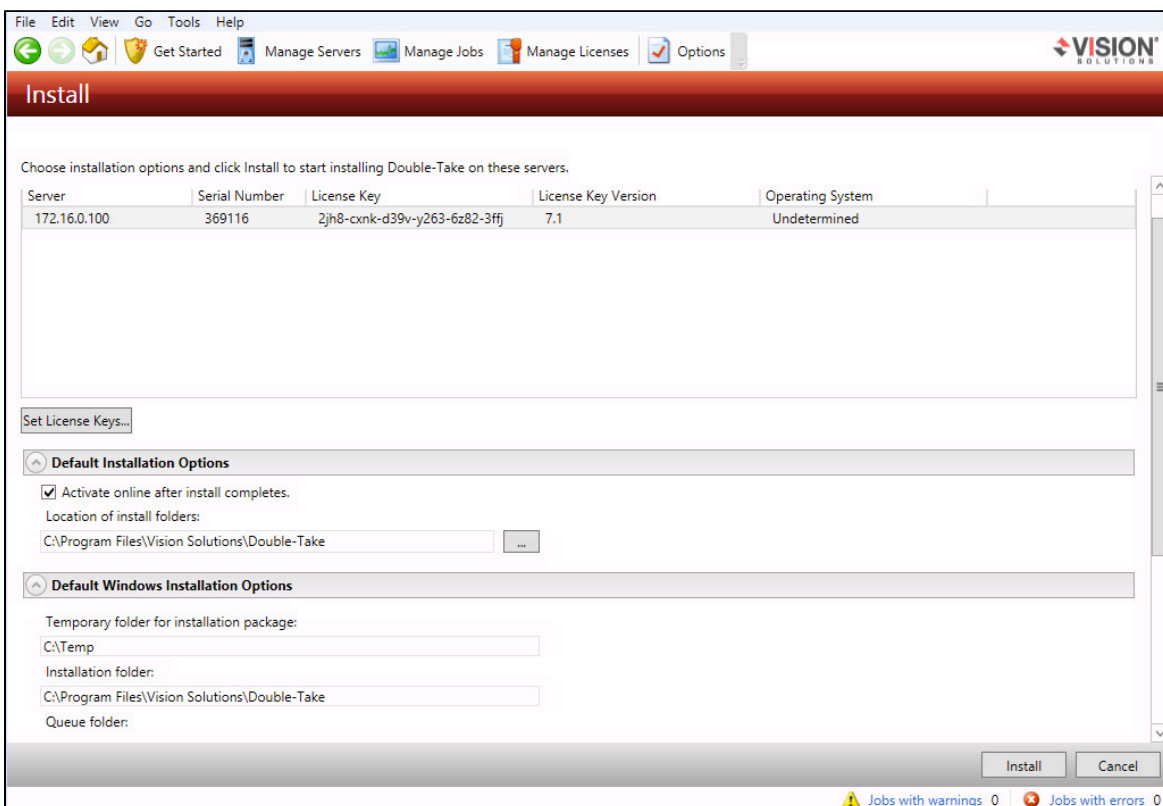 File Edit View Go Tools Help
Get Started Manage Servers Manage Jobs Manage Licenses Options
VISION
SOLUTIONS
Install
Choose installation options and click Install to start installing Double-Take on these servers.
Server Serial Number License Key License Key Version Operating System
172.16.0.100 369116 2jh8-cxnk-d39v-y263-6z82-3ffj 7.1 Undetermined
Set License Keys...
Default Installation Options
Activate online after install completes.
Location of install folders:
C:\Program Files\Vision Solutions\Double-Take ...
Default Windows Installation Options
Temporary folder for installation package:
C:\Temp
Installation folder:
C:\Program Files\Vision Solutions\Double-Take
Queue folder:
Install Cancel
Jobs with warnings 0 Jobs with errors 0